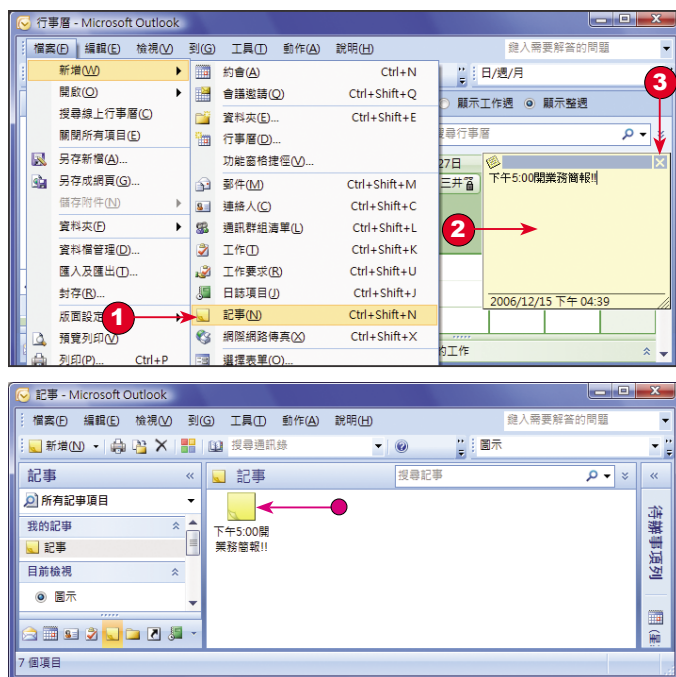 行事曆 - Microsoft Outlook
檔案(F) 編輯(E) 檢視(V) 到(G) 工具(T) 動作(A) 說明(H) 鍵入需要解答的問題
新增(W)
開啟(O)
搜尋線上行事曆(C)
關閉所有項目(E)
另存新檔(A)...
另存成網頁(G)...
儲存附件(N)
資料夾(F)
資料檔管理(D)...
匯入及匯出(T)...
封存(R)...
版面設定
預覽列印(V)
列印(P)... Ctrl+P
約會(A) Ctrl+N
會議邀請(Q) Ctrl+Shift+Q
資料夾(E)... Ctrl+Shift+E
行事曆(D)...
功能窗格捷徑(V)...
郵件(M) Ctrl+Shift+M
連絡人(C) Ctrl+Shift+C
通訊群組清單(L) Ctrl+Shift+L
工作(T) Ctrl+Shift+K
工作要求(R) Ctrl+Shift+U
日誌項目(J) Ctrl+Shift+J
記事(N) Ctrl+Shift+N
網際網路傳真(X) Ctrl+Shift+X
選擇表單(O)...
日/週/月
顯示工作週 顯示整週
搜尋行事曆
27日
三井
下午5:00開業務簡報!!
2006/12/15 下午 04:39
的工作
1
2
3
記事 - Microsoft Outlook
檔案(F) 編輯(E) 檢視(V) 到(G) 工具(T) 動作(A) 說明(H) 鍵入需要解答的問題
新增(N) 搜尋通訊錄 圖示
記事
所有記事項目
我的記事
記事
目前檢視
圖示
記事 搜尋記事
下午5:00開
業務簡報!!
待辦事項列
7 個項目